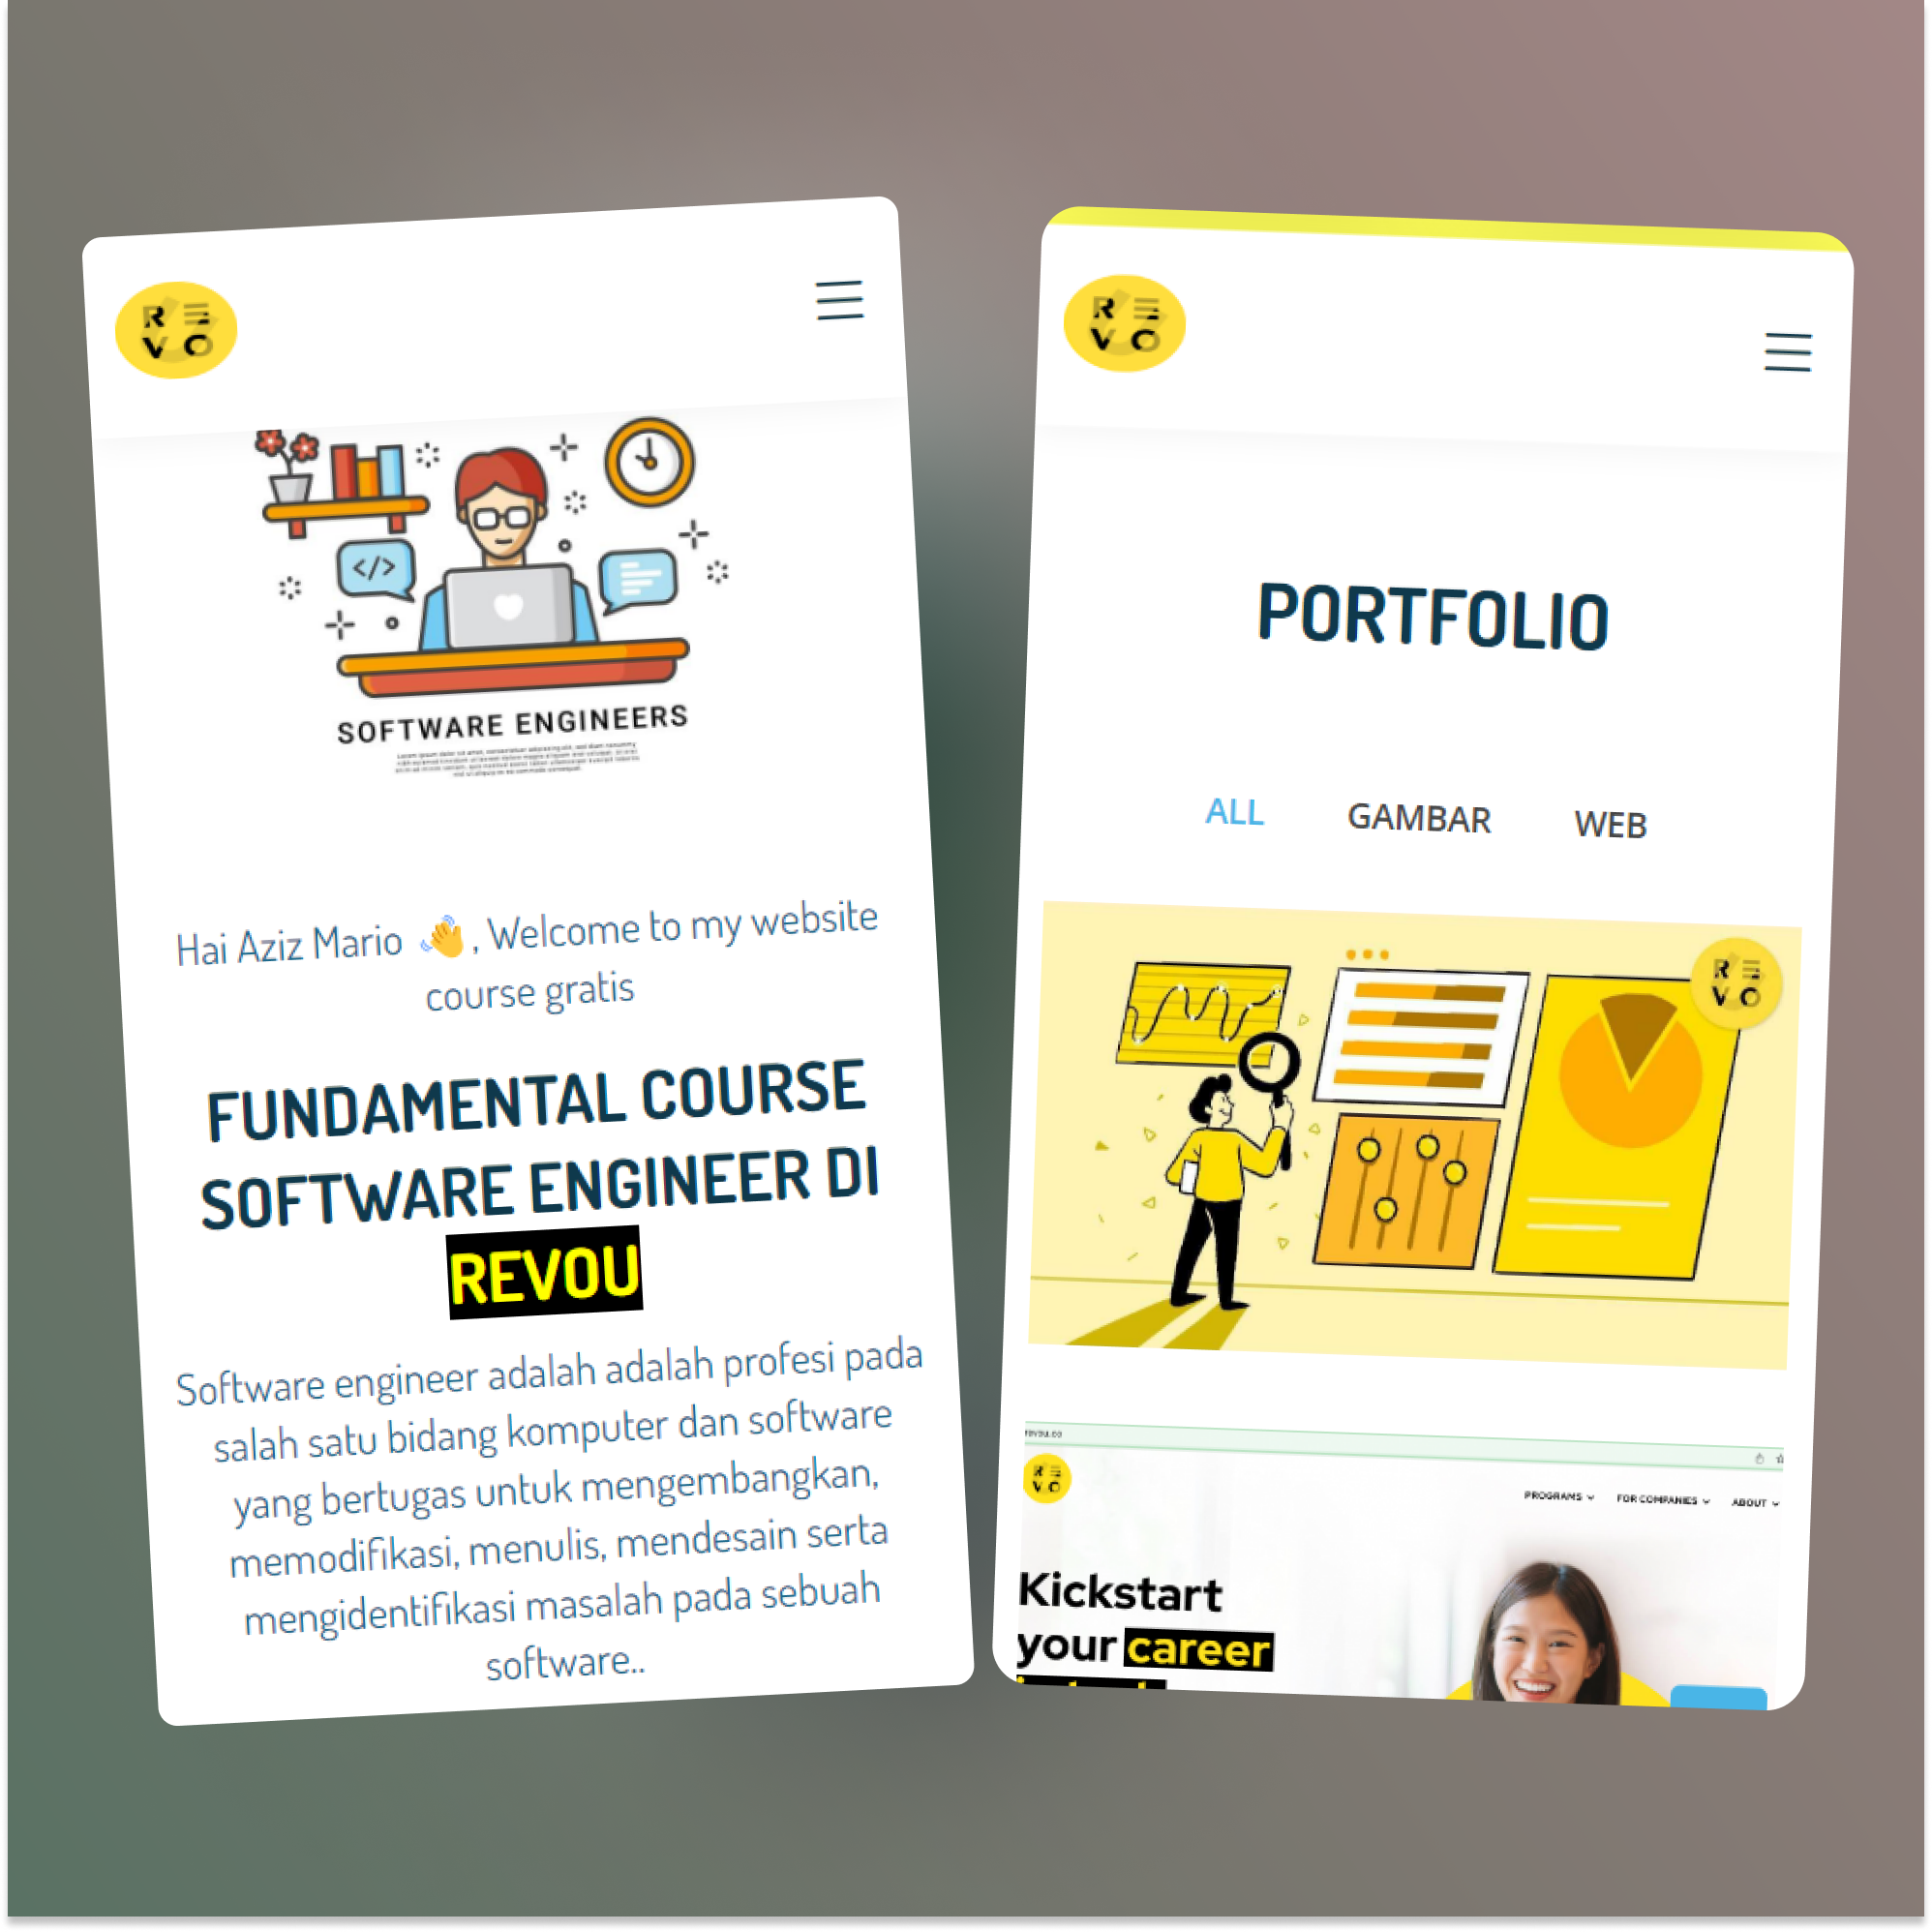 R E
V O
SOFTWARE ENGINEERS
Hai Aziz Mario 👋, Welcome to my website
course gratis
FUNDAMENTAL COURSE
SOFTWARE ENGINEER DI
REVOU
Software engineer adalah adalah profesi pada
salah satu bidang komputer dan software
yang bertugas untuk mengembangkan,
memodifikasi, menulis, mendesain serta
mengidentifikasi masalah pada sebuah
software..
R E
V O
PORTFOLIO
ALL GAMBAR WEB
R E
V O
revou.co
R E
V O
PROGRAMS FOR COMPANIES ABOUT
Kickstart
your career